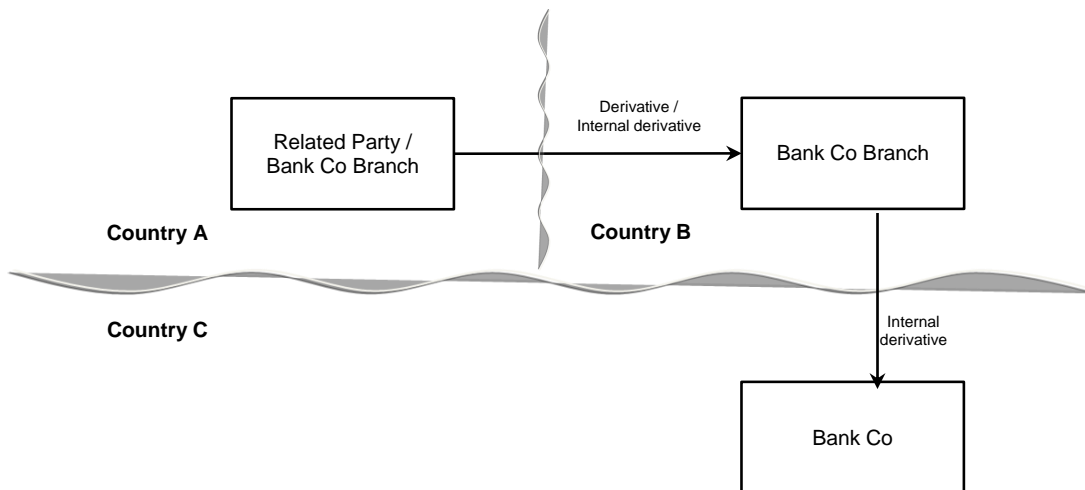 Derivative /
Internal derivative
Related Party /
Bank Co Branch
Bank Co Branch
Country A
Country B
Country C
Internal
derivative
Bank Co